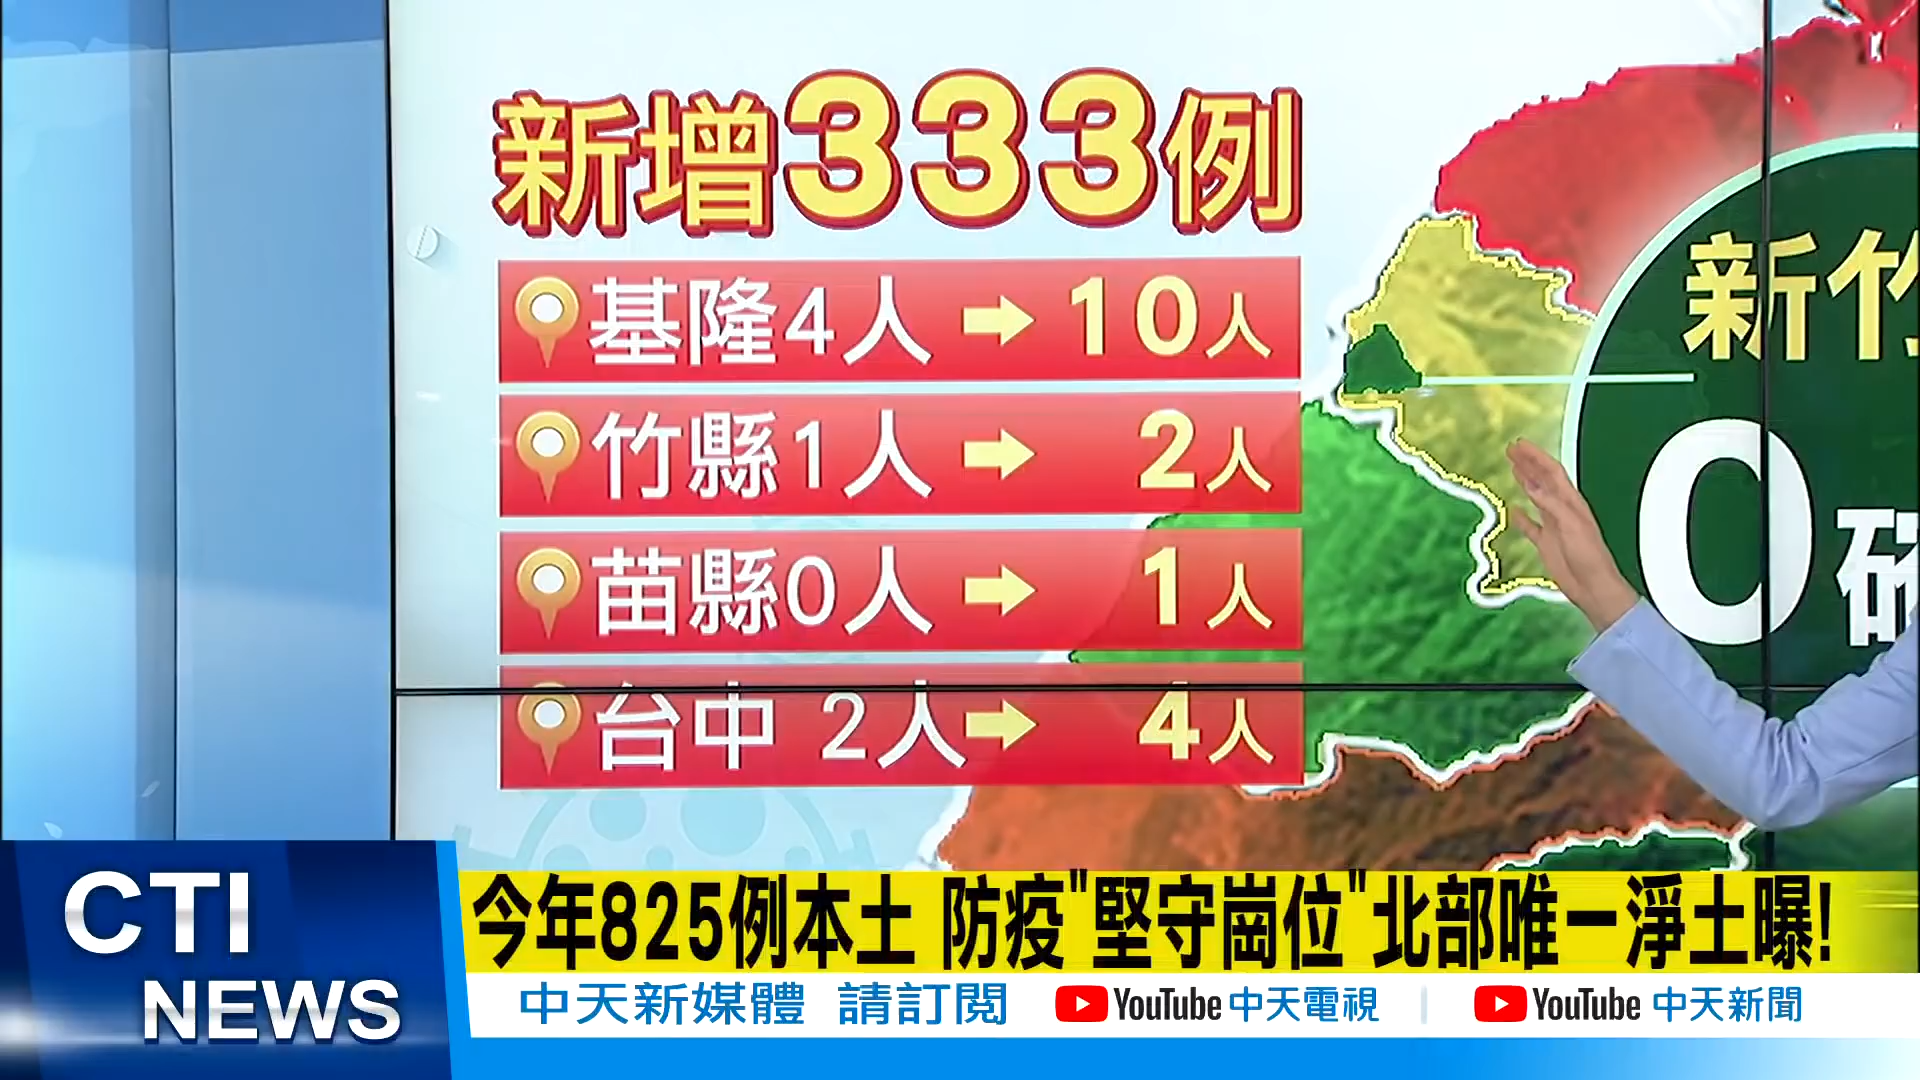 新增333例
基隆4人 10人
竹縣1人 2人
苗縣0人 1人
台中 2人 4人
新竹
0
CTI
NEWS
今年825例本土 防疫"堅守崗位"北部唯一淨土曝!
中天新媒體 請訂閱 YouTube 中天電視 | YouTube 中天新聞